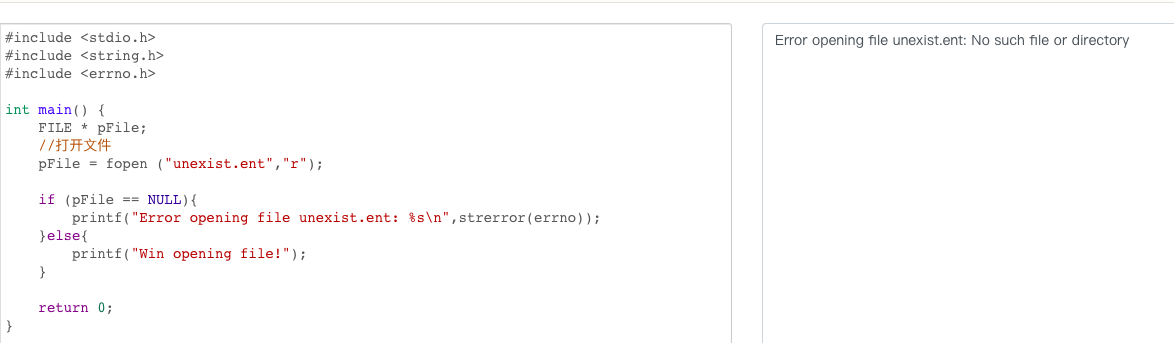 #include <stdio.h>
#include <string.h>
#include <errno.h>

int main() {
    FILE * pFile;
    //打开文件
    pFile = fopen ("unexist.ent","r");

    if (pFile == NULL){
        printf("Error opening file unexist.ent: %s\n",strerror(errno));
    }else{
        printf("Win opening file!");
    }

    return 0;
}
Error opening file unexist.ent: No such file or directory